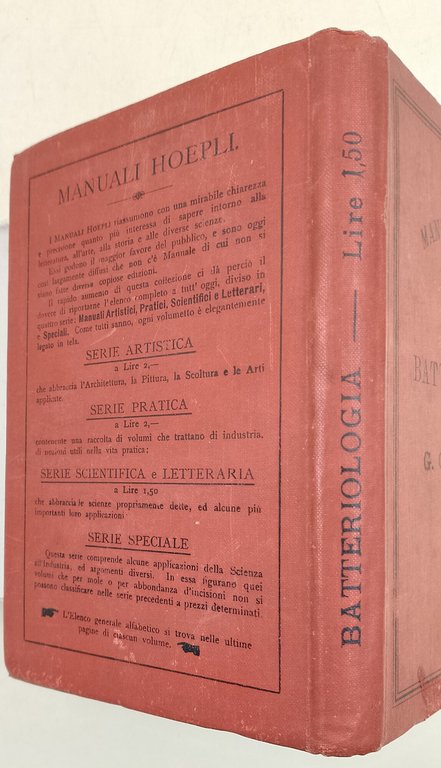 MANUALI HOEPLI.
I MANUALI HOEPLI riassumono con una mirabile chiarezza
e precisione quanto più interessa di sapere intorno alla
letteratura, all'arte, alla storia e alle diverse scienze.
Essi godono il maggior favore del pubblico, e sono oggi
così largamente diffusi che non c'è Manuale di cui non si
siano fatte diverse copiose edizioni.
Il rapido aumento di questa collezione ci dà perciò il
dovere di riportarne l'elenco completo a tutt' oggi, diviso in
quattro serie: Manuali Artistici, Pratici, Scientifici e Letterari,
e Speciali. Come tutti sanno, ogni volumetto è elegantemente
legato in tela.
SERIE ARTISTICA
a Lire 2,—
che abbraccia l'Architettura, la Pittura, la Scoltura e le Arti
applicate.
SERIE PRATICA
a Lire 2,—
contenente una raccolta di volumi che trattano di industria,
di nozioni utili nella vita pratica;
SERIE SCIENTIFICA e LETTERARIA
a Lire 1,50
che abbraccia le scienze propriamente dette, ed alcune più
importanti loro applicazioni
SERIE SPECIALE
Questa serie comprende alcune applicazioni della Scienza
all'Industria, ed argomenti diversi. In essa figurano quei
volumi che per mole o per abbondanza d'incisioni non si
possono classificare nelle serie precedenti a prezzi determinati.
L'Elenco generale alfabetico si trova nelle ultime
pagine di ciascun volume.
BATTERIOLOGIA — Lire 1,50
MAN
BATT
G. C